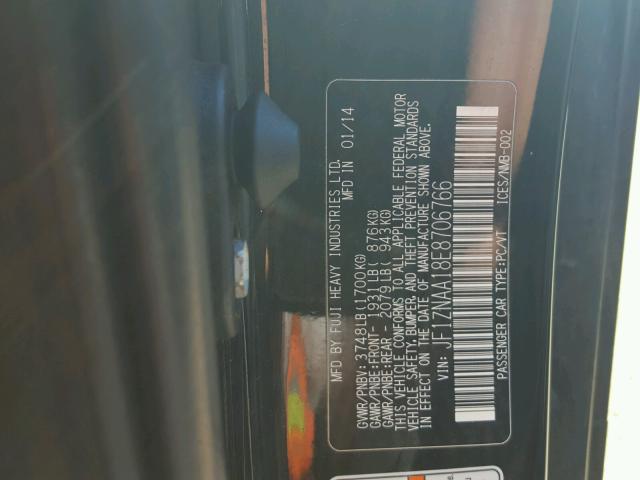 MFD BY FUJI HEAVY INDUSTRIES LTD.
MFD IN 01/14
GVWR/PNBV: 3748LB(1700KG)
GAWR/PNBE:FRONT- 1931LB( 876KG)
GAWR/PNBE:REAR- 2079LB( 943KG)
THIS VEHICLE CONFORMS TO ALL APPLICABLE FEDERAL MOTOR
VEHICLE SAFETY,BUMPER,AND THEFT PREVENTION STANDARDS
IN EFFECT ON THE DATE OF MANUFACTURE SHOWN ABOVE.
VIN: JF1ZNAA18E8706766
PASSENGER CAR TYPE:PC/VT ICES/NMB-002